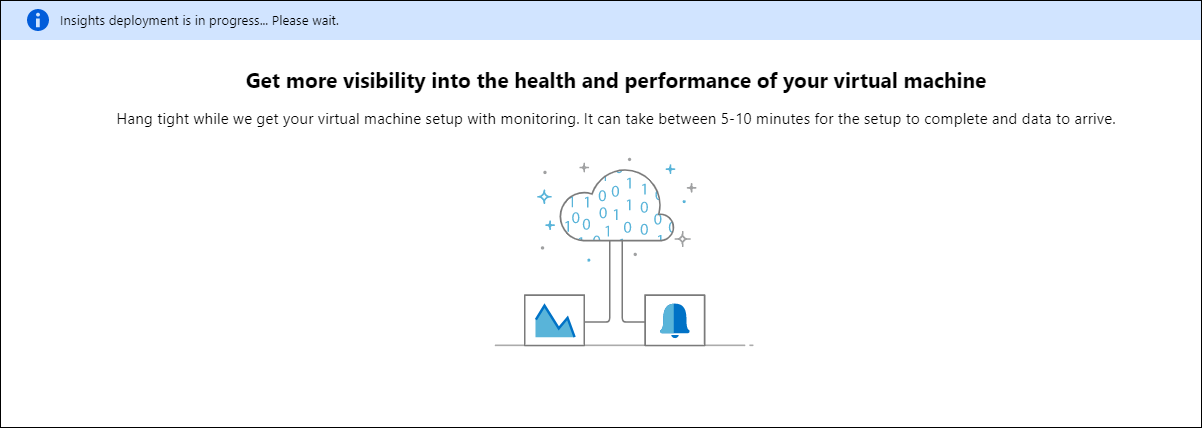 Insights deployment is in progress... Please wait.
Get more visibility into the health and performance of your virtual machine
Hang tight while we get your virtual machine setup with monitoring. It can take between 5-10 minutes for the setup to complete and data to arrive.